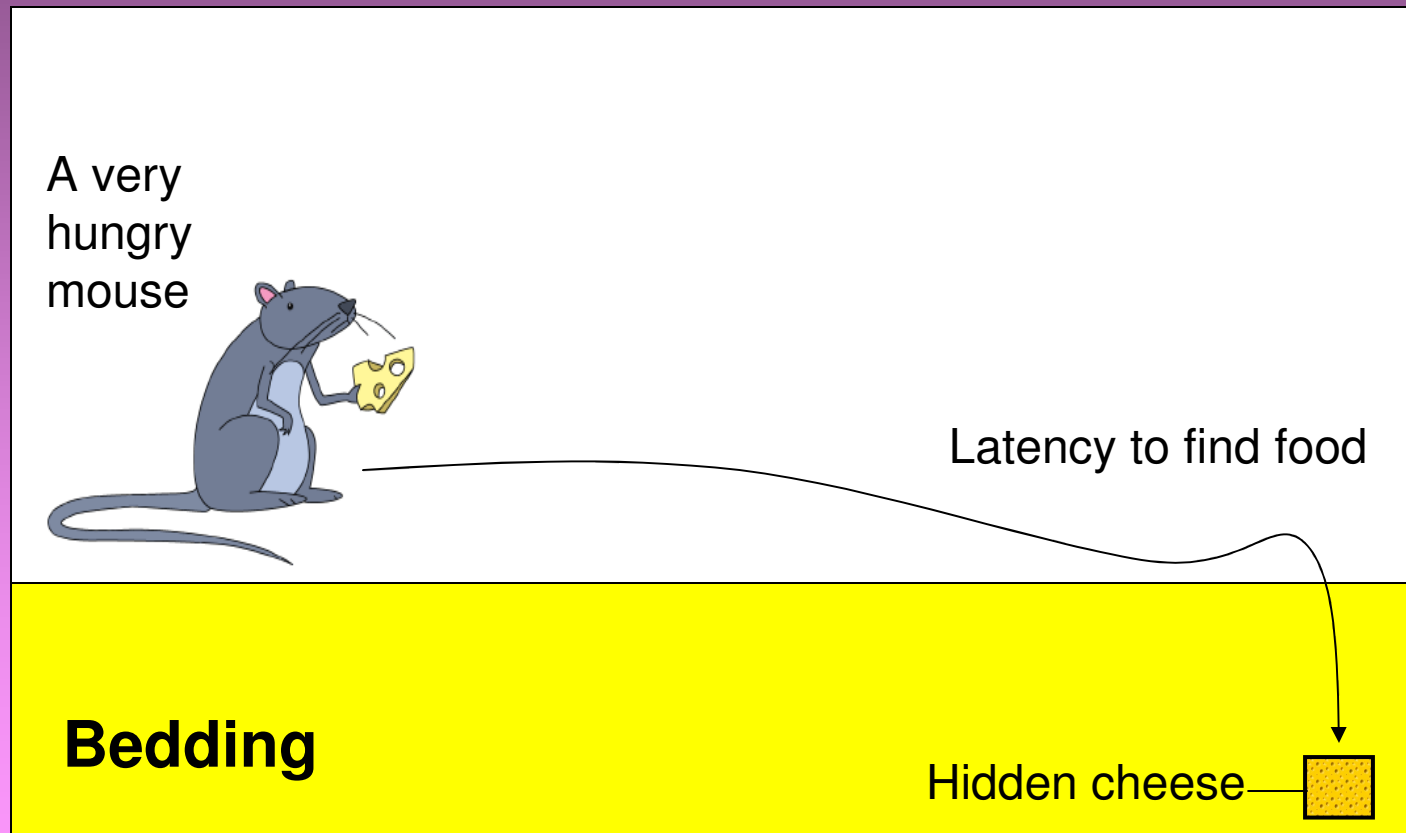 A very
hungry
mouse
Latency to find food
Bedding
Hidden cheese